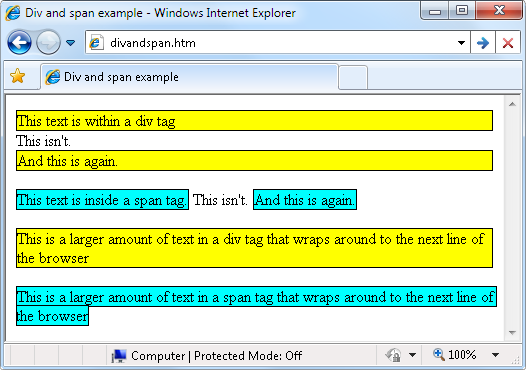 Div and span example - Windows Internet Explorer
divandspan.htm
Div and span example
This text is within a div tag
This isn't.
And this is again.
This text is inside a span tag. This isn't. And this is again.
This is a larger amount of text in a div tag that wraps around to the next line of
the browser
This is a larger amount of text in a span tag that wraps around to the next line of
the browser
Computer | Protected Mode: Off 100%